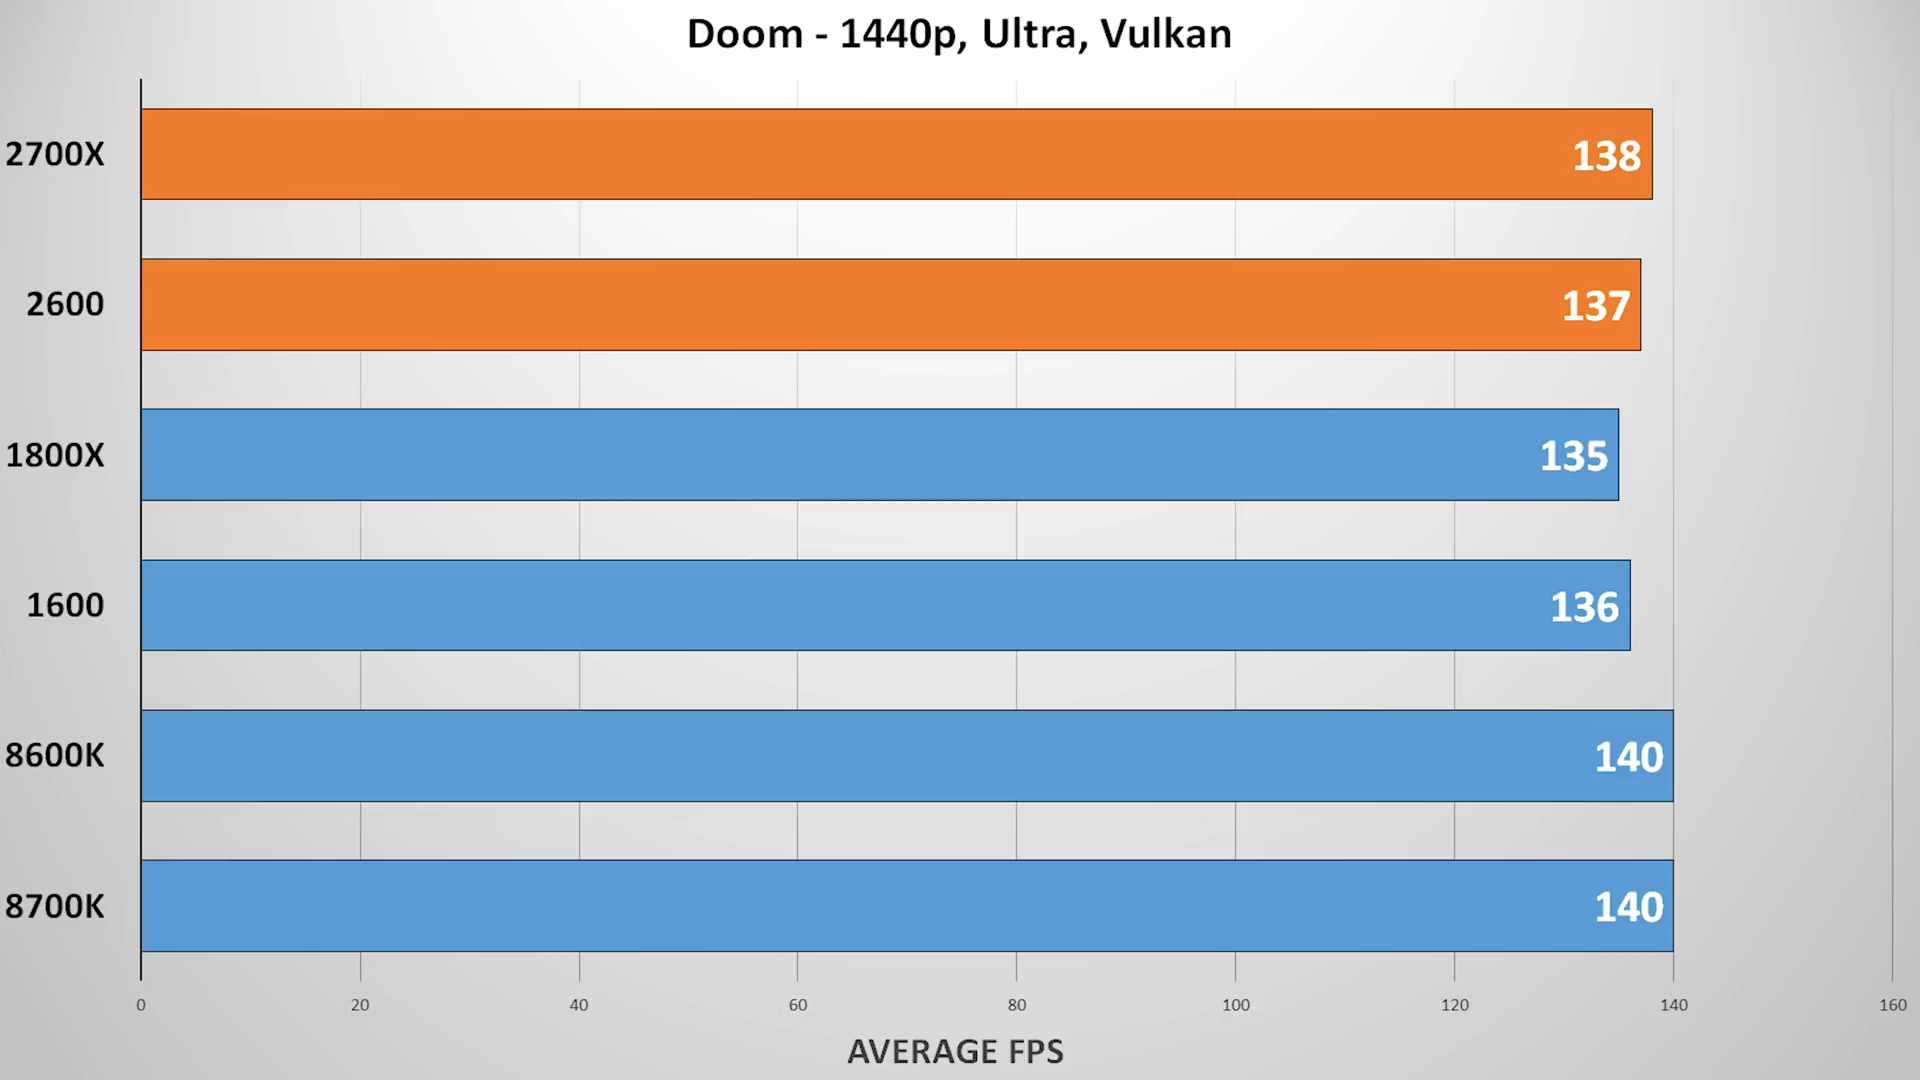 Doom - 1440p, Ultra, Vulkan
2700X 138
2600 137
1800X 135
1600 136
8600K 140
8700K 140
0 20 40 60 80 100 120 140 160
AVERAGE FPS